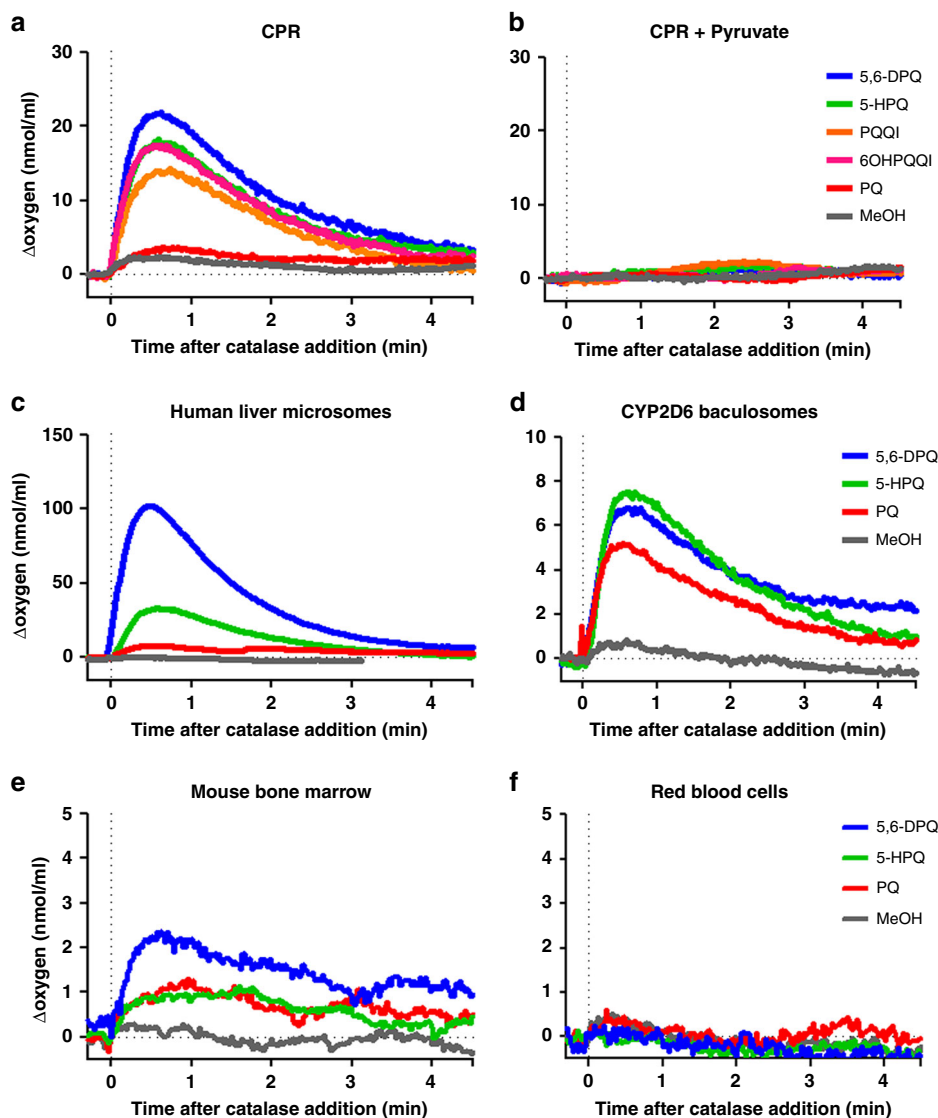 a
CPR
30
20
10
0
Δoxygen (nmol/ml)
0 1 2 3 4
Time after catalase addition (min)
b
CPR + Pyruvate
30
20
10
0
5,6-DPQ
5-HPQ
PQQI
6OHPQQI
PQ
MeOH
0 1 2 3 4
Time after catalase addition (min)
c
Human liver microsomes
150
100
50
0
Δoxygen (nmol/ml)
0 1 2 3 4
Time after catalase addition (min)
d
CYP2D6 baculosomes
10
8
6
4
2
0
5,6-DPQ
5-HPQ
PQ
MeOH
0 1 2 3 4
Time after catalase addition (min)
e
Mouse bone marrow
5
4
3
2
1
0
Δoxygen (nmol/ml)
0 1 2 3 4
Time after catalase addition (min)
f
Red blood cells
5
4
3
2
1
0
5,6-DPQ
5-HPQ
PQ
MeOH
0 1 2 3 4
Time after catalase addition (min)